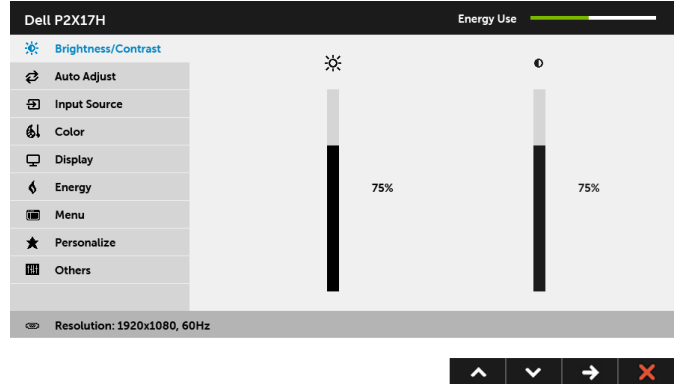 Dell P2X17H
Energy Use
Brightness/Contrast
Auto Adjust
Input Source
Color
Display
Energy
75%
75%
Menu
Personalize
Others
Resolution: 1920x1080, 60Hz